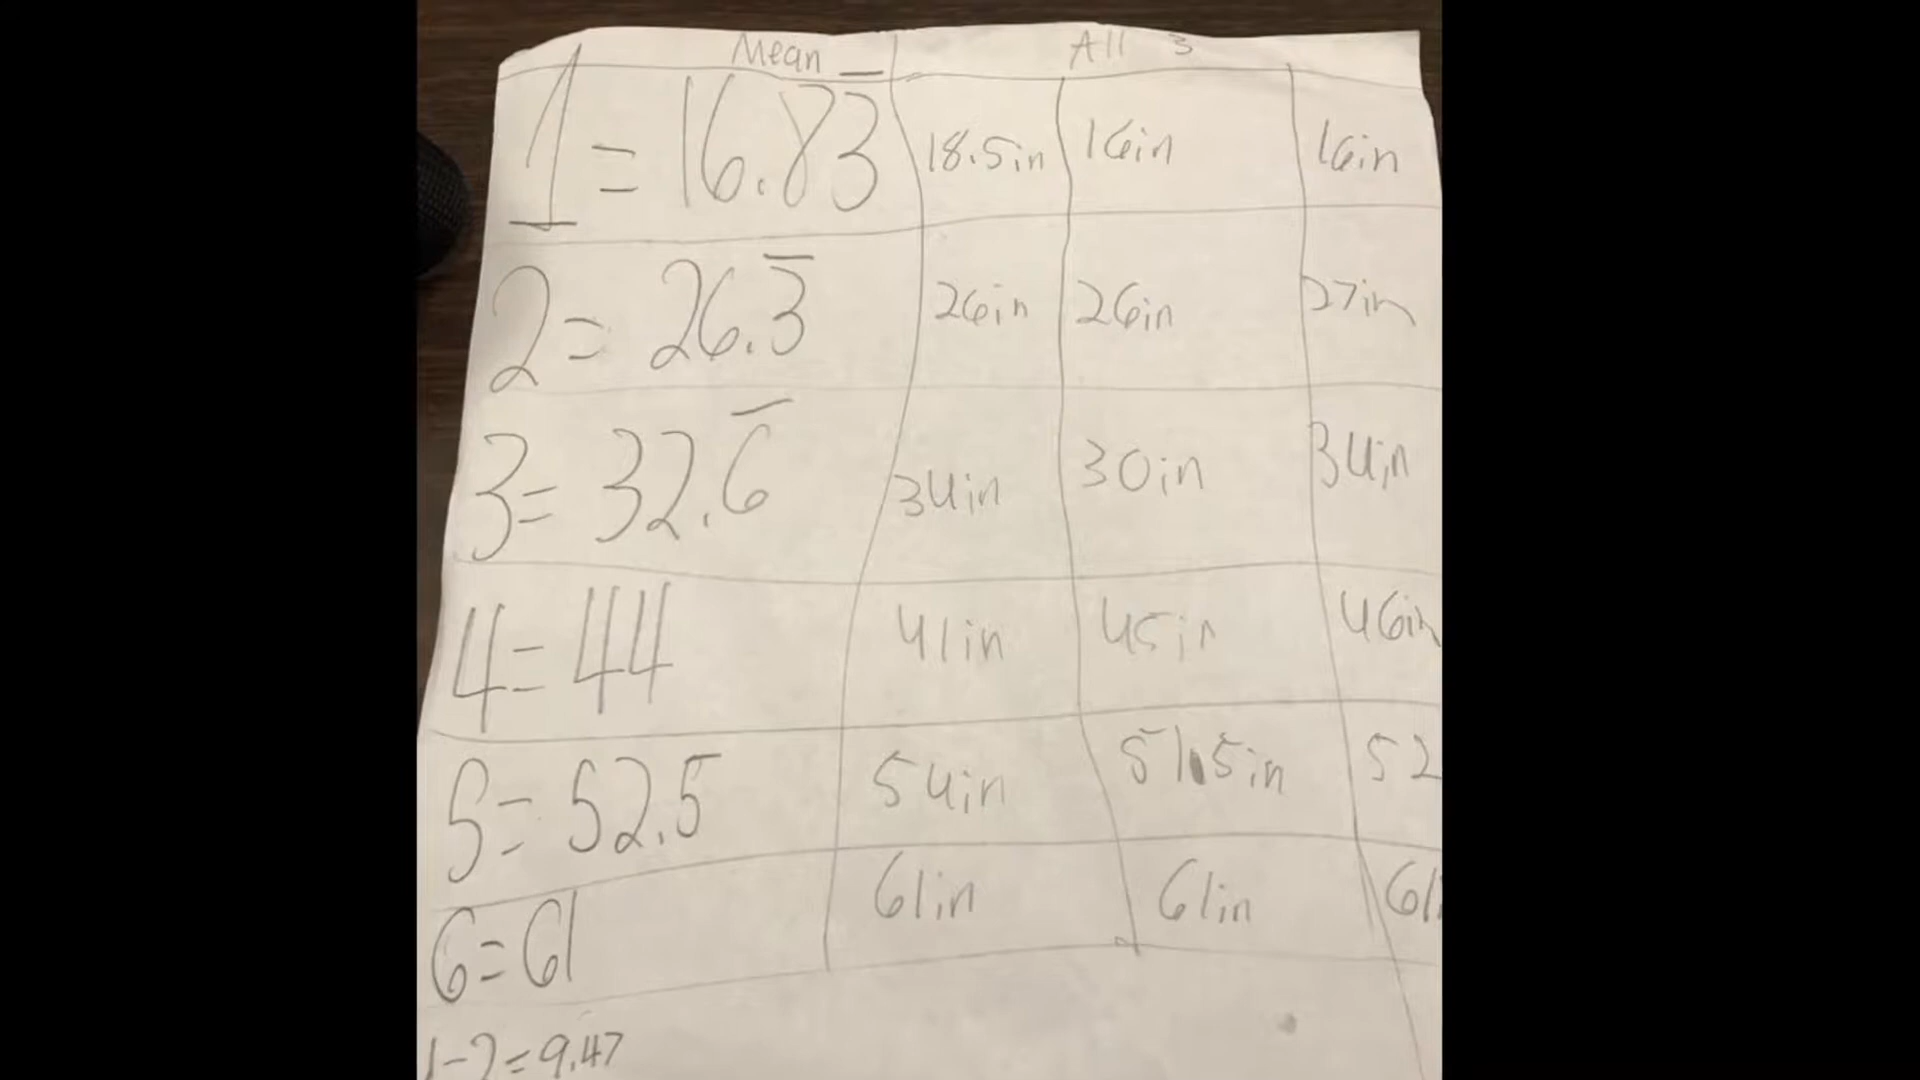 Mean _ All 3
1 = 16.83 18.5in 16in 16in
2 = 26.3̅ 26in 26in 27in
3 = 32.6̅ 34in 30in 34in
4 = 44 41in 45in 46in
5 = 52.5 54in 51.5in 52
6 = 61 61in 61in 61i
1-2 = 9.47